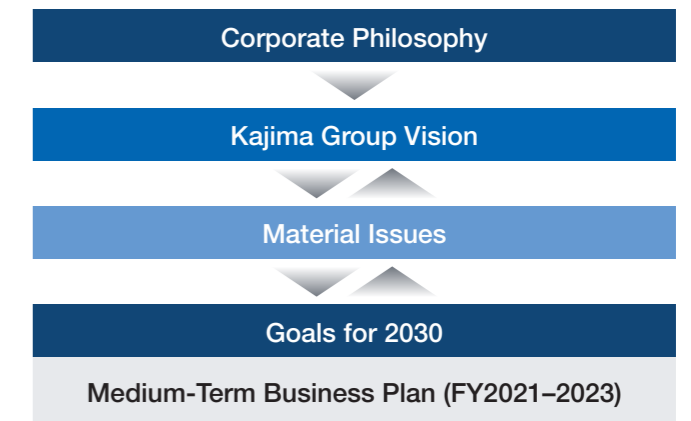 Corporate Philosophy
Kajima Group Vision
Material Issues
Goals for 2030
Medium-Term Business Plan (FY2021–2023)